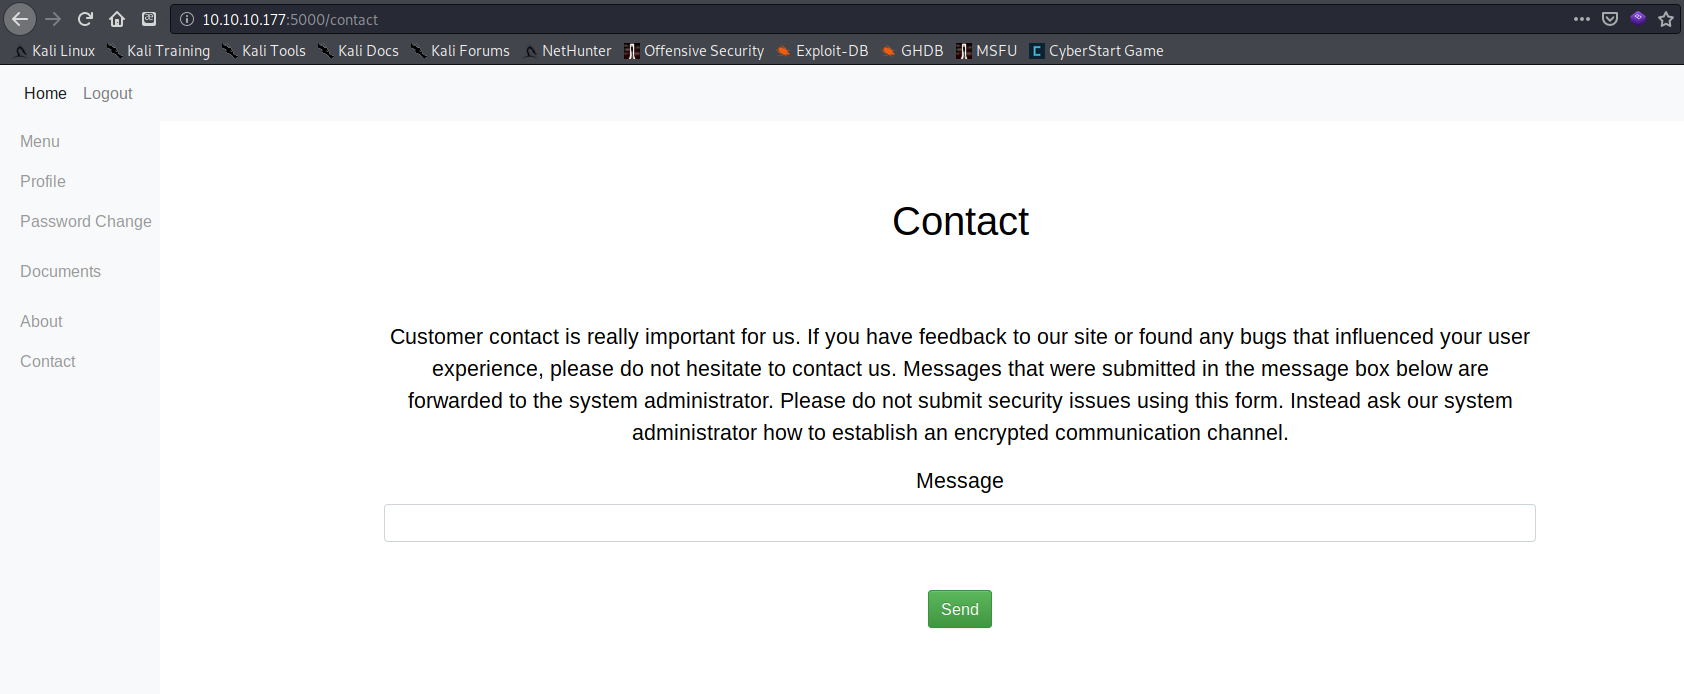 10.10.10.177:5000/contact
Kali Linux Kali Training Kali Tools Kali Docs Kali Forums NetHunter Offensive Security Exploit-DB GHDB MSFU CyberStart Game
Home Logout
Menu
Profile
Password Change
Documents
About
Contact
Contact
Customer contact is really important for us. If you have feedback to our site or found any bugs that influenced your user
experience, please do not hesitate to contact us. Messages that were submitted in the message box below are
forwarded to the system administrator. Please do not submit security issues using this form. Instead ask our system
administrator how to establish an encrypted communication channel.
Message
Send